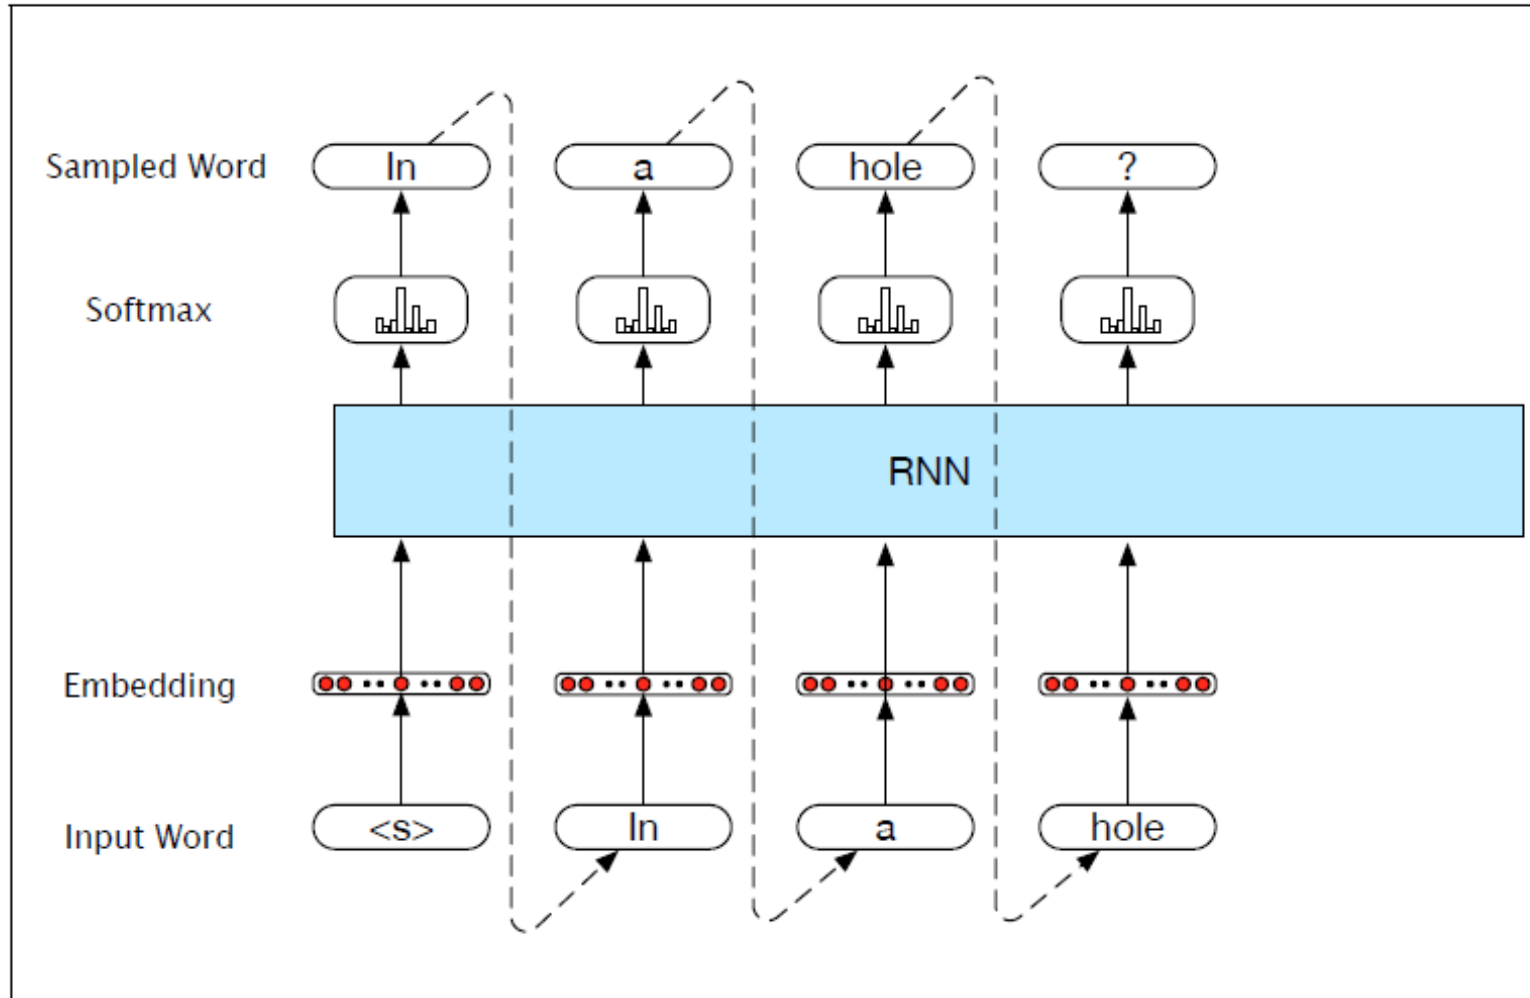 Sampled Word In a hole ?
Softmax
RNN
Embedding
Input Word <s> In a hole